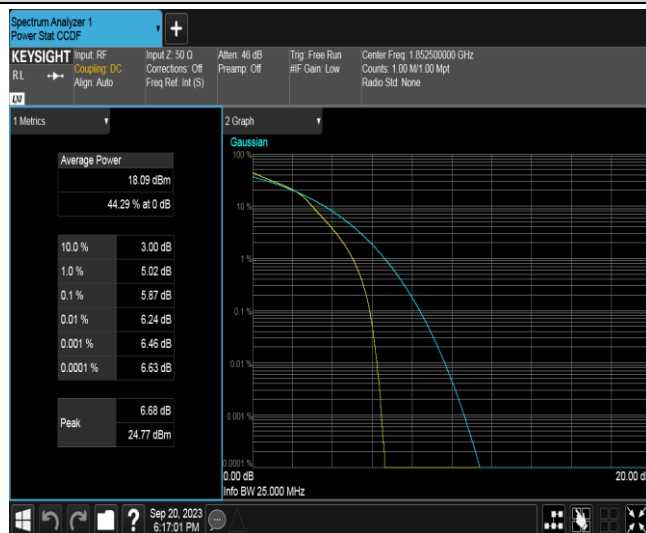 Spectrum Analyzer 1
Power Stat CCDF
KEYSIGHT
RL
LXI
Input: RF
Coupling: DC
Align: Auto
Input Z: 50 Ω
Corrections: Off
Freq Ref: Int (S)
Atten: 46 dB
Preamp: Off
Trig: Free Run
#IF Gain: Low
Center Freq: 1.852500000 GHz
Counts: 1.00 M/1.00 Mpt
Radio Std: None
1 Metrics
Average Power
18.09 dBm
44.29 % at 0 dB
10.0 % 3.00 dB
1.0 % 5.02 dB
0.1 % 5.87 dB
0.01 % 6.24 dB
0.001 % 6.46 dB
0.0001 % 6.63 dB
Peak
6.68 dB
24.77 dBm
2 Graph
Gaussian
100 %
10 %
1 %
0.1 %
0.01 %
0.001 %
0.0001 %
0.00 dB
20.00 d
Info BW 25.000 MHz
?
Sep 20, 2023
6:17:01 PM